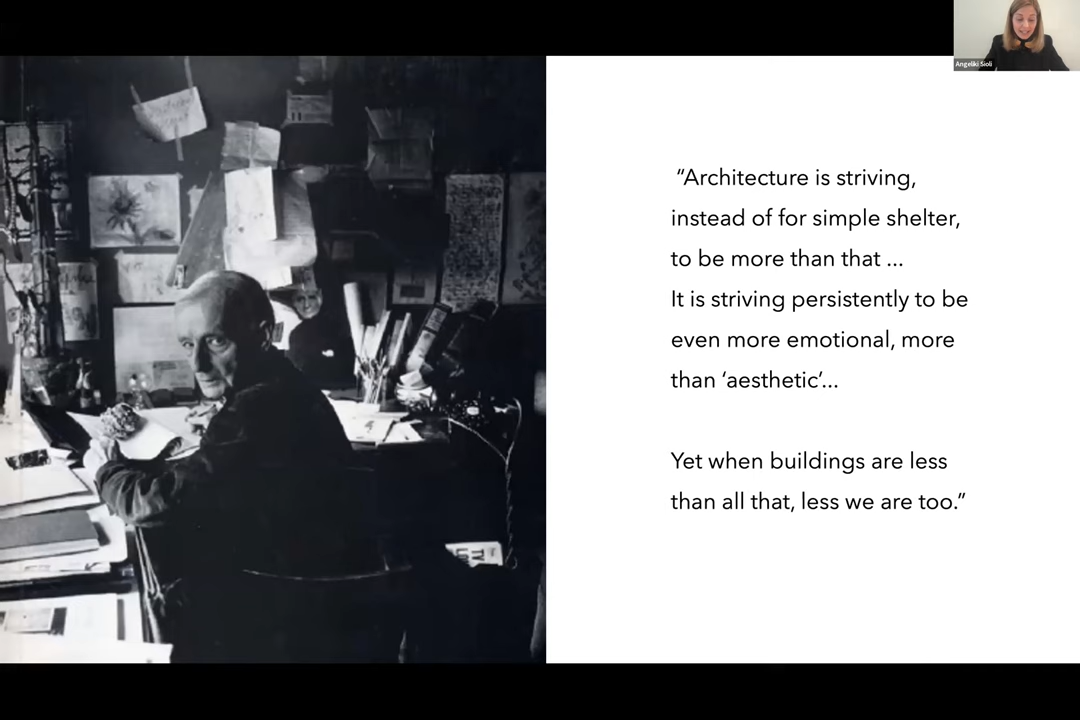 Angeliki Sioli
“Architecture is striving,
instead of for simple shelter,
to be more than that ...
It is striving persistently to be
even more emotional, more
than ‘aesthetic’...
Yet when buildings are less
than all that, less we are too.”